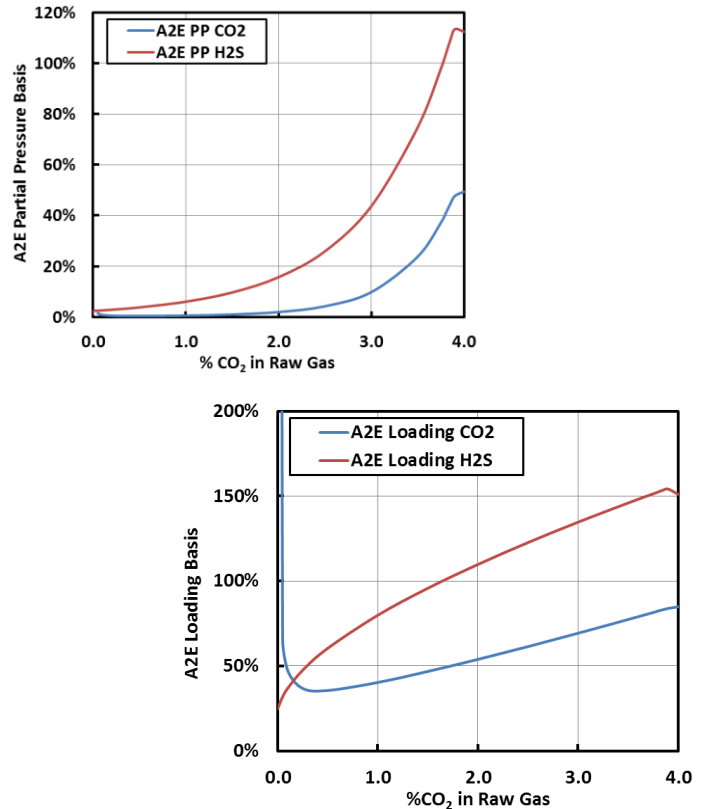 A2E Partial Pressure Basis
120%
100%
80%
60%
40%
20%
0%
A2E PP CO2
A2E PP H2S
0.0 1.0 2.0 3.0 4.0
% CO₂ in Raw Gas
A2E Loading Basis
200%
150%
100%
50%
0%
A2E Loading CO2
A2E Loading H2S
0.0 1.0 2.0 3.0 4.0
%CO₂ in Raw Gas